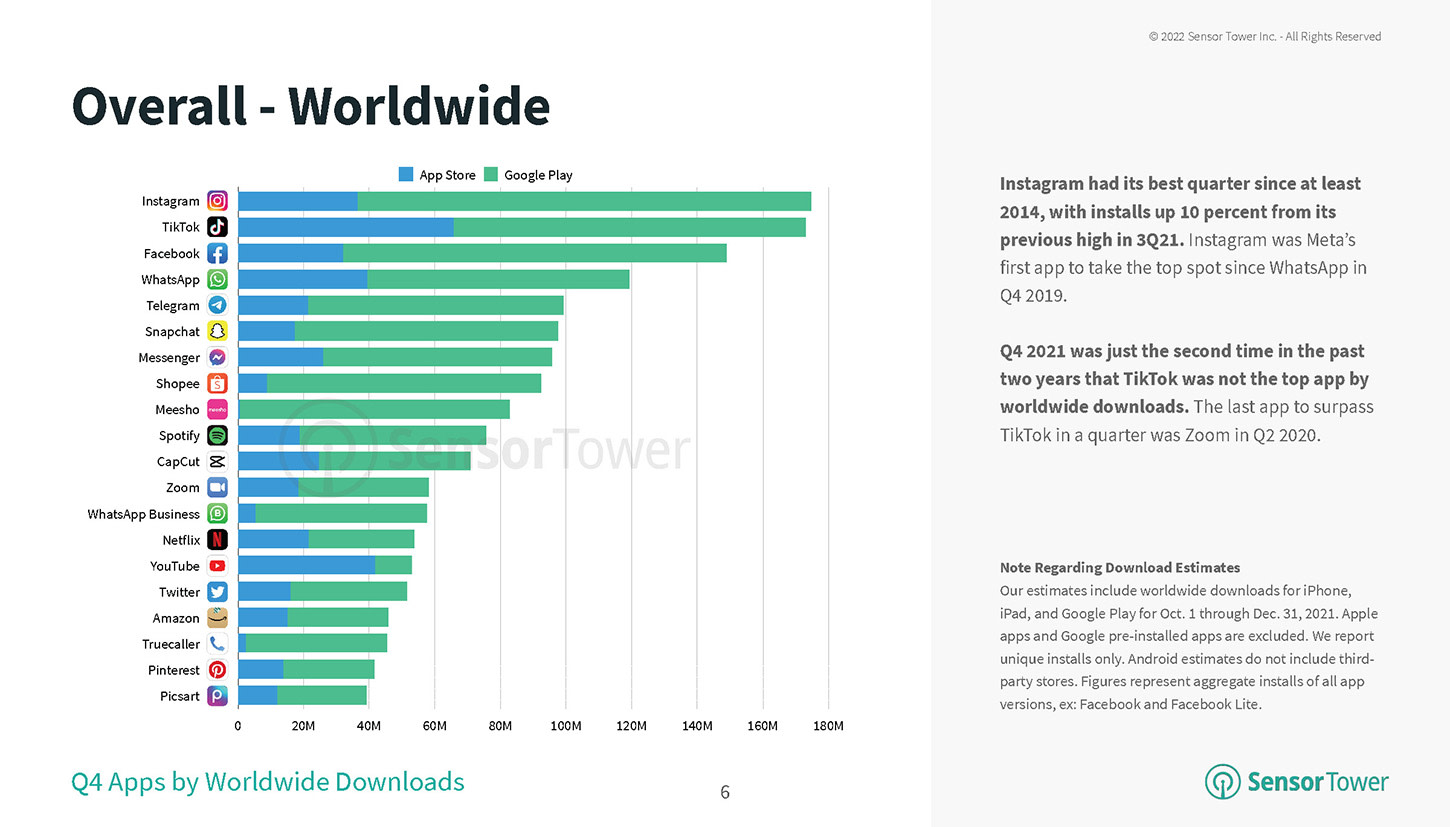 © 2022 Sensor Tower Inc. - All Rights Reserved
Overall - Worldwide
App Store
Google Play
Instagram
TikTok
Facebook
WhatsApp
Telegram
Snapchat
Messenger
Shopee
Meesho
meesho
Spotify
CapCut
Zoom
WhatsApp Business
Netflix
YouTube
Twitter
Amazon
Truecaller
Pinterest
Picsart
SensorTower
0
20M
40M
60M
80M
100M
120M
140M
160M
180M
Instagram had its best quarter since at least
2014, with installs up 10 percent from its
previous high in 3Q21. Instagram was Meta’s
first app to take the top spot since WhatsApp in
Q4 2019.
Q4 2021 was just the second time in the past
two years that TikTok was not the top app by
worldwide downloads. The last app to surpass
TikTok in a quarter was Zoom in Q2 2020.
Note Regarding Download Estimates
Our estimates include worldwide downloads for iPhone,
iPad, and Google Play for Oct. 1 through Dec. 31, 2021. Apple
apps and Google pre-installed apps are excluded. We report
unique installs only. Android estimates do not include third-
party stores. Figures represent aggregate installs of all app
versions, ex: Facebook and Facebook Lite.
Q4 Apps by Worldwide Downloads
6
SensorTower